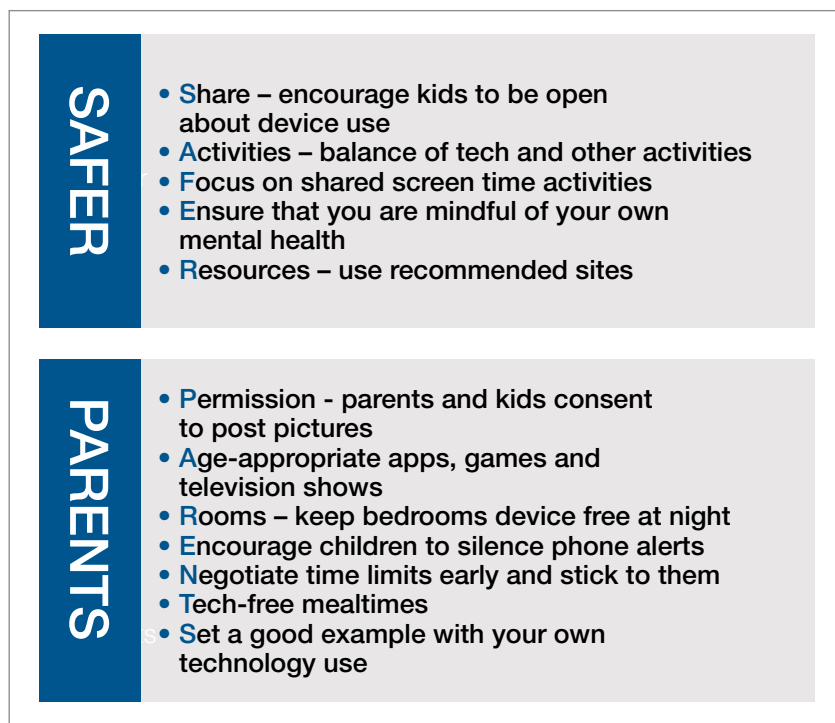 SAFER
• Share – encourage kids to be open
about device use
• Activities – balance of tech and other activities
• Focus on shared screen time activities
• Ensure that you are mindful of your own
mental health
• Resources – use recommended sites
PARENTS
• Permission - parents and kids consent
to post pictures
• Age-appropriate apps, games and
television shows
• Rooms – keep bedrooms device free at night
• Encourage children to silence phone alerts
• Negotiate time limits early and stick to them
• Tech-free mealtimes
• Set a good example with your own
technology use